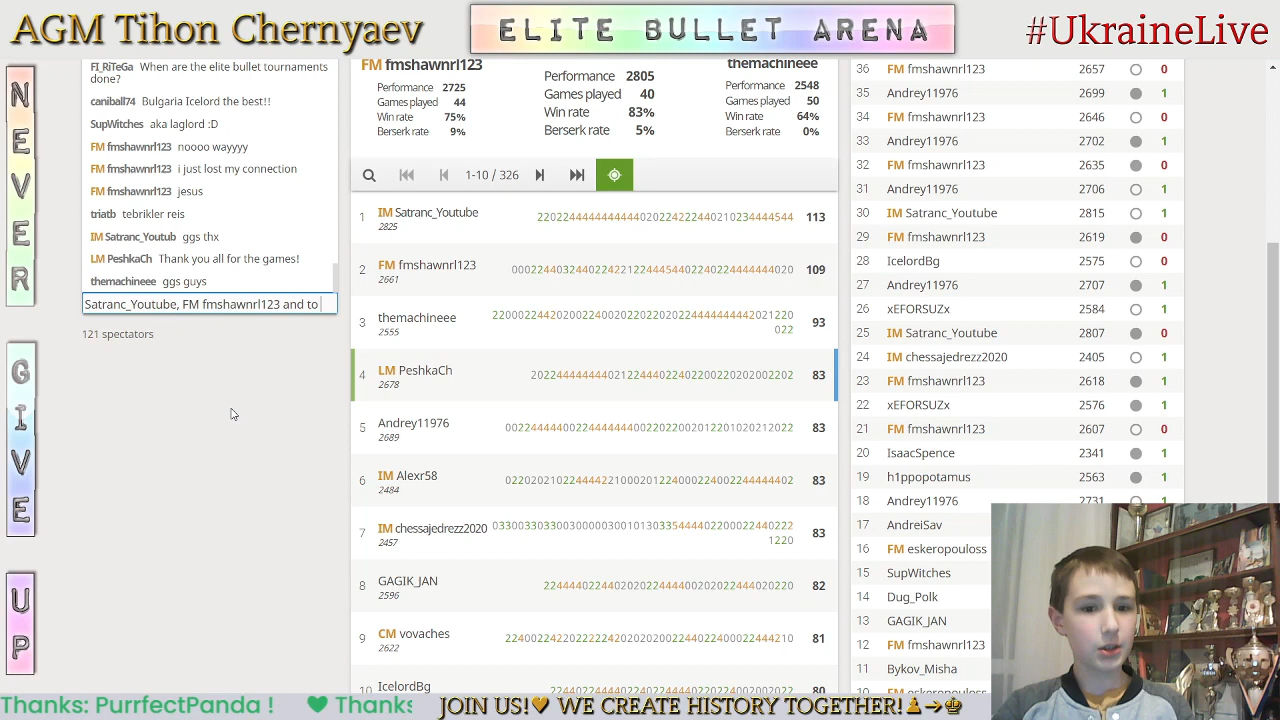 AGM Tihon Chernyaev
ELITE BULLET ARENA
#UkraineLive
NEVER
GIVE
UP
FI_RiTeGa When are the elite bullet tournaments
done?
caniball74 Bulgaria Icelord the best!!
SupWitches aka laglord :D
FM fmshawnrl123 noooo wayyyy
FM fmshawnrl123 i just lost my connection
FM fmshawnrl123 jesus
triatb tebrikler reis
IM Satranc_Youtub ggs thx
LM PeshkaCh Thank you all for the games!
themachineee ggs guys
Satranc_Youtube, FM fmshawnrl123 and to
121 spectators
FM fmshawnrl123
Performance 2725
Games played 44
Win rate 75%
Berserk rate 9%
Performance 2805
Games played 40
Win rate 83%
Berserk rate 5%
themachineee
Performance 2548
Games played 50
Win rate 64%
Berserk rate 0%
1-10 / 326
1 IM Satranc_Youtube 113
2825
2 FM fmshawnrl123 109
2661
3 themachineee 93
2555
4 LM PeshkaCh 83
2678
5 Andrey11976 83
2689
6 IM Alexr58 83
2484
7 IM chessajedrezz2020 83
2457
8 GAGIK_JAN 82
2596
9 CM vovaches 81
2622
10 IcelordBg 80
36 FM fmshawnrl123 2657 0
35 Andrey11976 2699 1
34 FM fmshawnrl123 2646 0
33 Andrey11976 2702 1
32 FM fmshawnrl123 2635 0
31 Andrey11976 2706 1
30 IM Satranc_Youtube 2815 1
29 FM fmshawnrl123 2619 0
28 IcelordBg 2575 0
27 Andrey11976 2707 1
26 xEFORSUZx 2584 1
25 IM Satranc_Youtube 2807 0
24 IM chessajedrezz2020 2405 1
23 FM fmshawnrl123 2618 1
22 xEFORSUZx 2576 1
21 FM fmshawnrl123 2607 0
20 IsaacSpence 2341 1
19 h1ppopotamus 2563 1
18 Andrey11976 2731 1
17 AndreiSav
16 FM eskeropouloss
15 SupWitches
14 Dug_Polk
13 GAGIK_JAN
12 FM fmshawnrl123
11 Bykov_Misha
10 FM eskeropouloss
Thanks: PurrfectPanda ! 💚 Thanks
JOIN US!♥ WE CREATE HISTORY TOGETHER!♟→♚